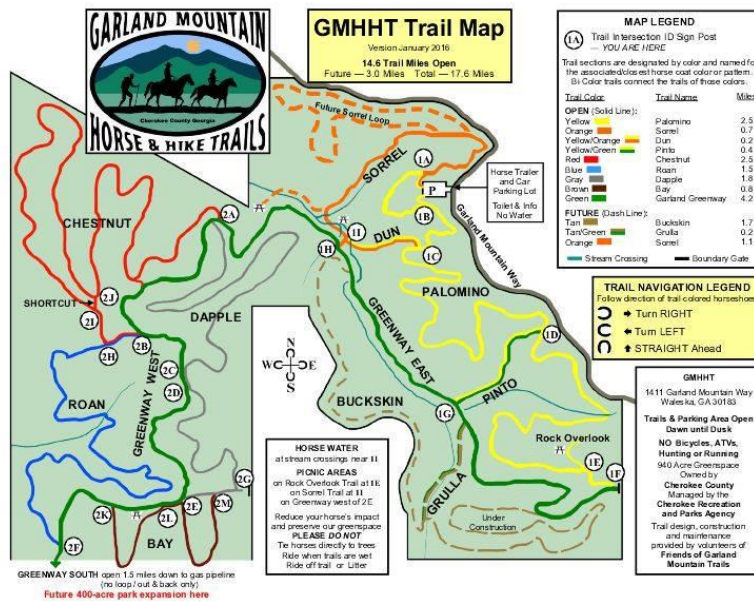 GARLAND MOUNTAIN
Cherokee County Georgia
HORSE & HIKE TRAILS
GMHHT Trail Map
Version January 2016
14.6 Trail Miles Open
Future — 3.0 Miles Total — 17.6 Miles
MAP LEGEND
1A Trail Intersection ID Sign Post
— YOU ARE HERE
Trail sections are designated by color and named for
the associated/closest horse coat color or pattern.
Bi-Color trails connect the trails of those colors.
Trail Color Trail Name Miles
OPEN (Solid Line):
Yellow Palomino 2.5
Orange Sorrel 0.7
Yellow/Orange Dun 0.2
Yellow/Green Pinto 0.4
Red Chestnut 2.5
Blue Roan 1.5
Gray Dapple 1.8
Brown Bay 0.8
Green Garland Greenway 4.2
FUTURE (Dash Line):
Tan Buckskin 1.7
Tan/Green Grulla 0.2
Orange Sorrel 1.1
Stream Crossing Boundary Gate
TRAIL NAVIGATION LEGEND
Follow direction of trail colored horseshoes
Turn RIGHT
Turn LEFT
STRAIGHT Ahead
GMHHT
1411 Garland Mountain Way
Waleska, GA 30183
Trails & Parking Area Open
Dawn until Dusk
NO Bicycles, ATVs,
Hunting or Running
940 Acre Greenspace
Owned by
Cherokee County
Managed by the
Cherokee Recreation
and Parks Agency
Trail design, construction
and maintenance
provided by volunteers of
Friends of Garland
Mountain Trails
Future Sorrel Loop
SORREL
1A
P
Horse Trailer
and Car
Parking Lot
Toilet & Info
No Water
Garland Mountain Way
1B
1I
DUN
1H
1C
PALOMINO
CHESTNUT
2A
2J
SHORTCUT
2I
2H
2B
DAPPLE
GREENWAY WEST
2C
2D
ROAN
GREENWAY EAST
1D
BUCKSKIN
N
W E
S
1G
PINTO
Rock Overlook
1E
1F
GRULLA
Under
Construction
HORSE WATER
at stream crossings near 1I
PICNIC AREAS
on Rock Overlook Trail at 1E
on Sorrel Trail at 1I
on Greenway west of 2E
Reduce your horse's impact
and preserve our greenspace
PLEASE DO NOT
Tie horses directly to trees
Ride when trails are wet
Ride off trail or Litter
2G
2E
2M
2K
2L
BAY
2F
GREENWAY SOUTH open 1.5 miles down to gas pipeline
(no loop / out & back only)
Future 400-acre park expansion here